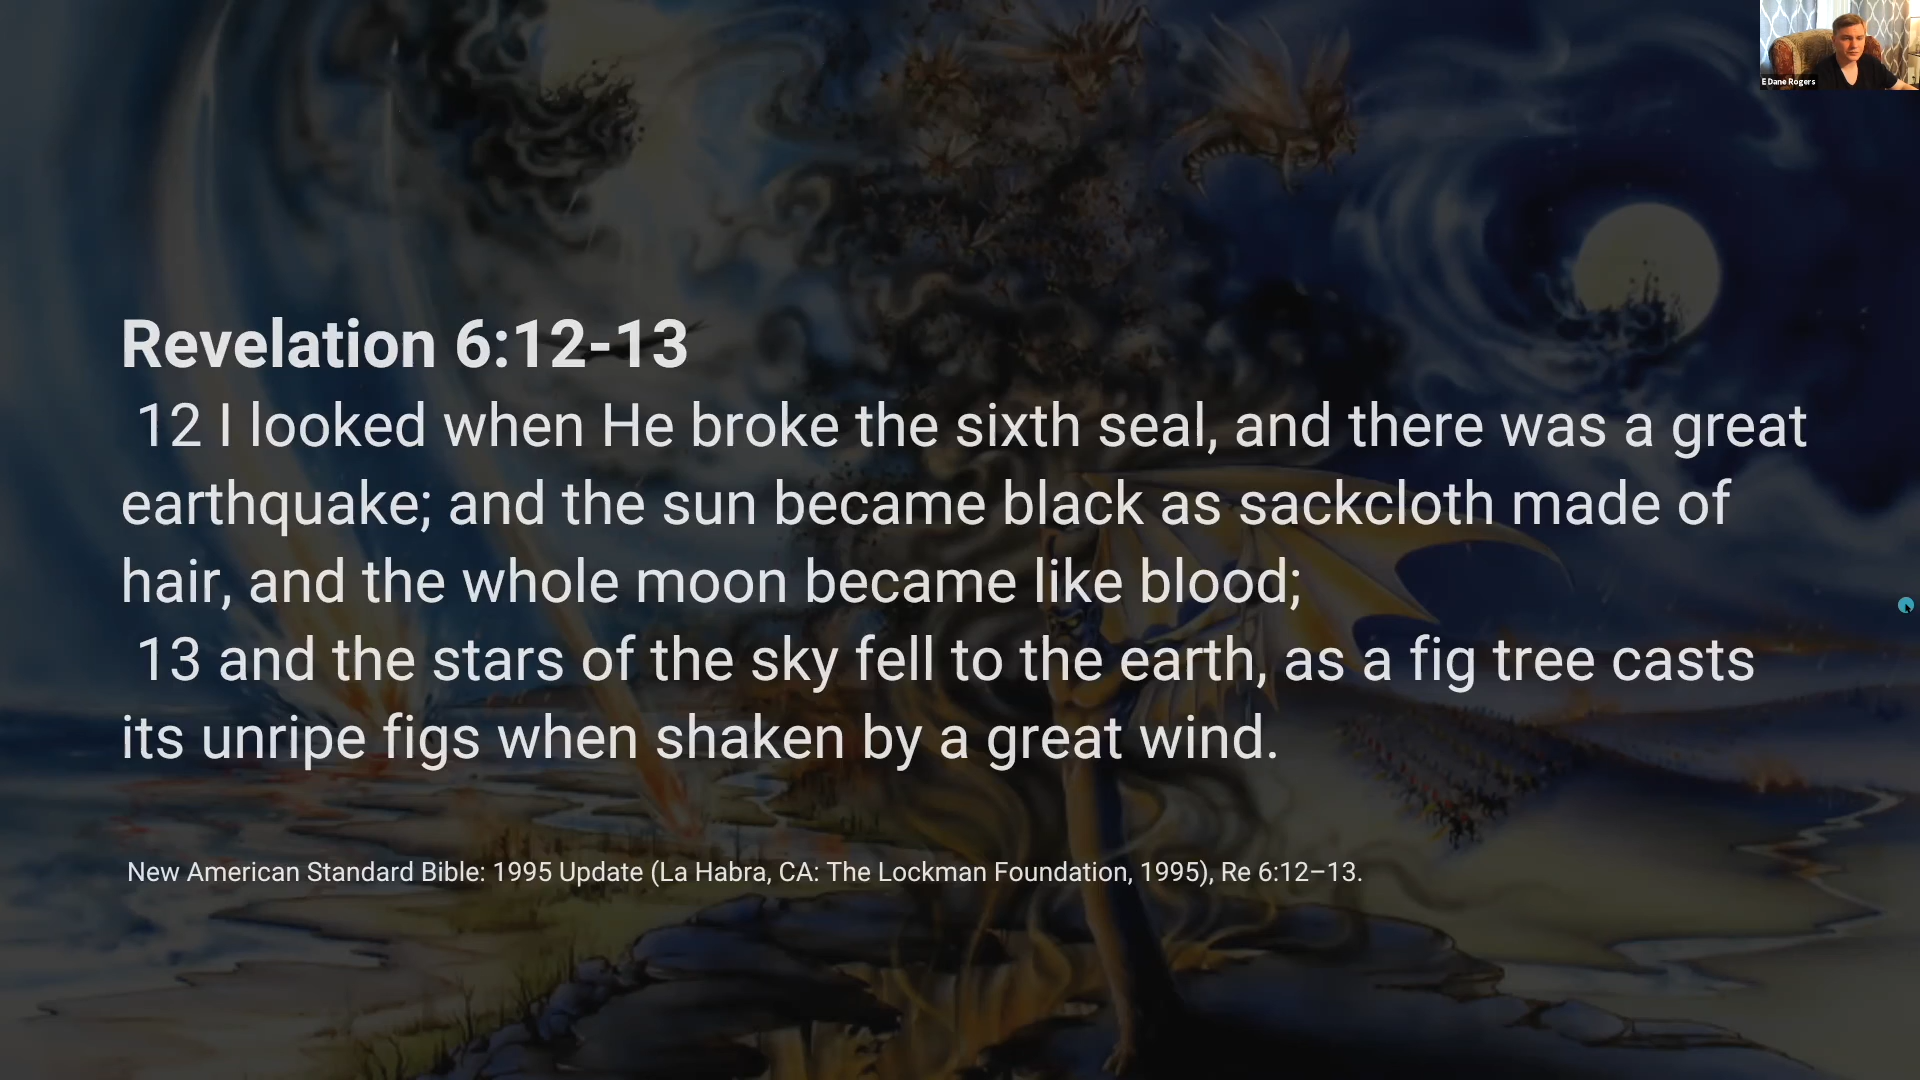 E Dane Rogers
Revelation 6:12-13
12 I looked when He broke the sixth seal, and there was a great
earthquake; and the sun became black as sackcloth made of
hair, and the whole moon became like blood;
13 and the stars of the sky fell to the earth, as a fig tree casts
its unripe figs when shaken by a great wind.
New American Standard Bible: 1995 Update (La Habra, CA: The Lockman Foundation, 1995), Re 6:12–13.